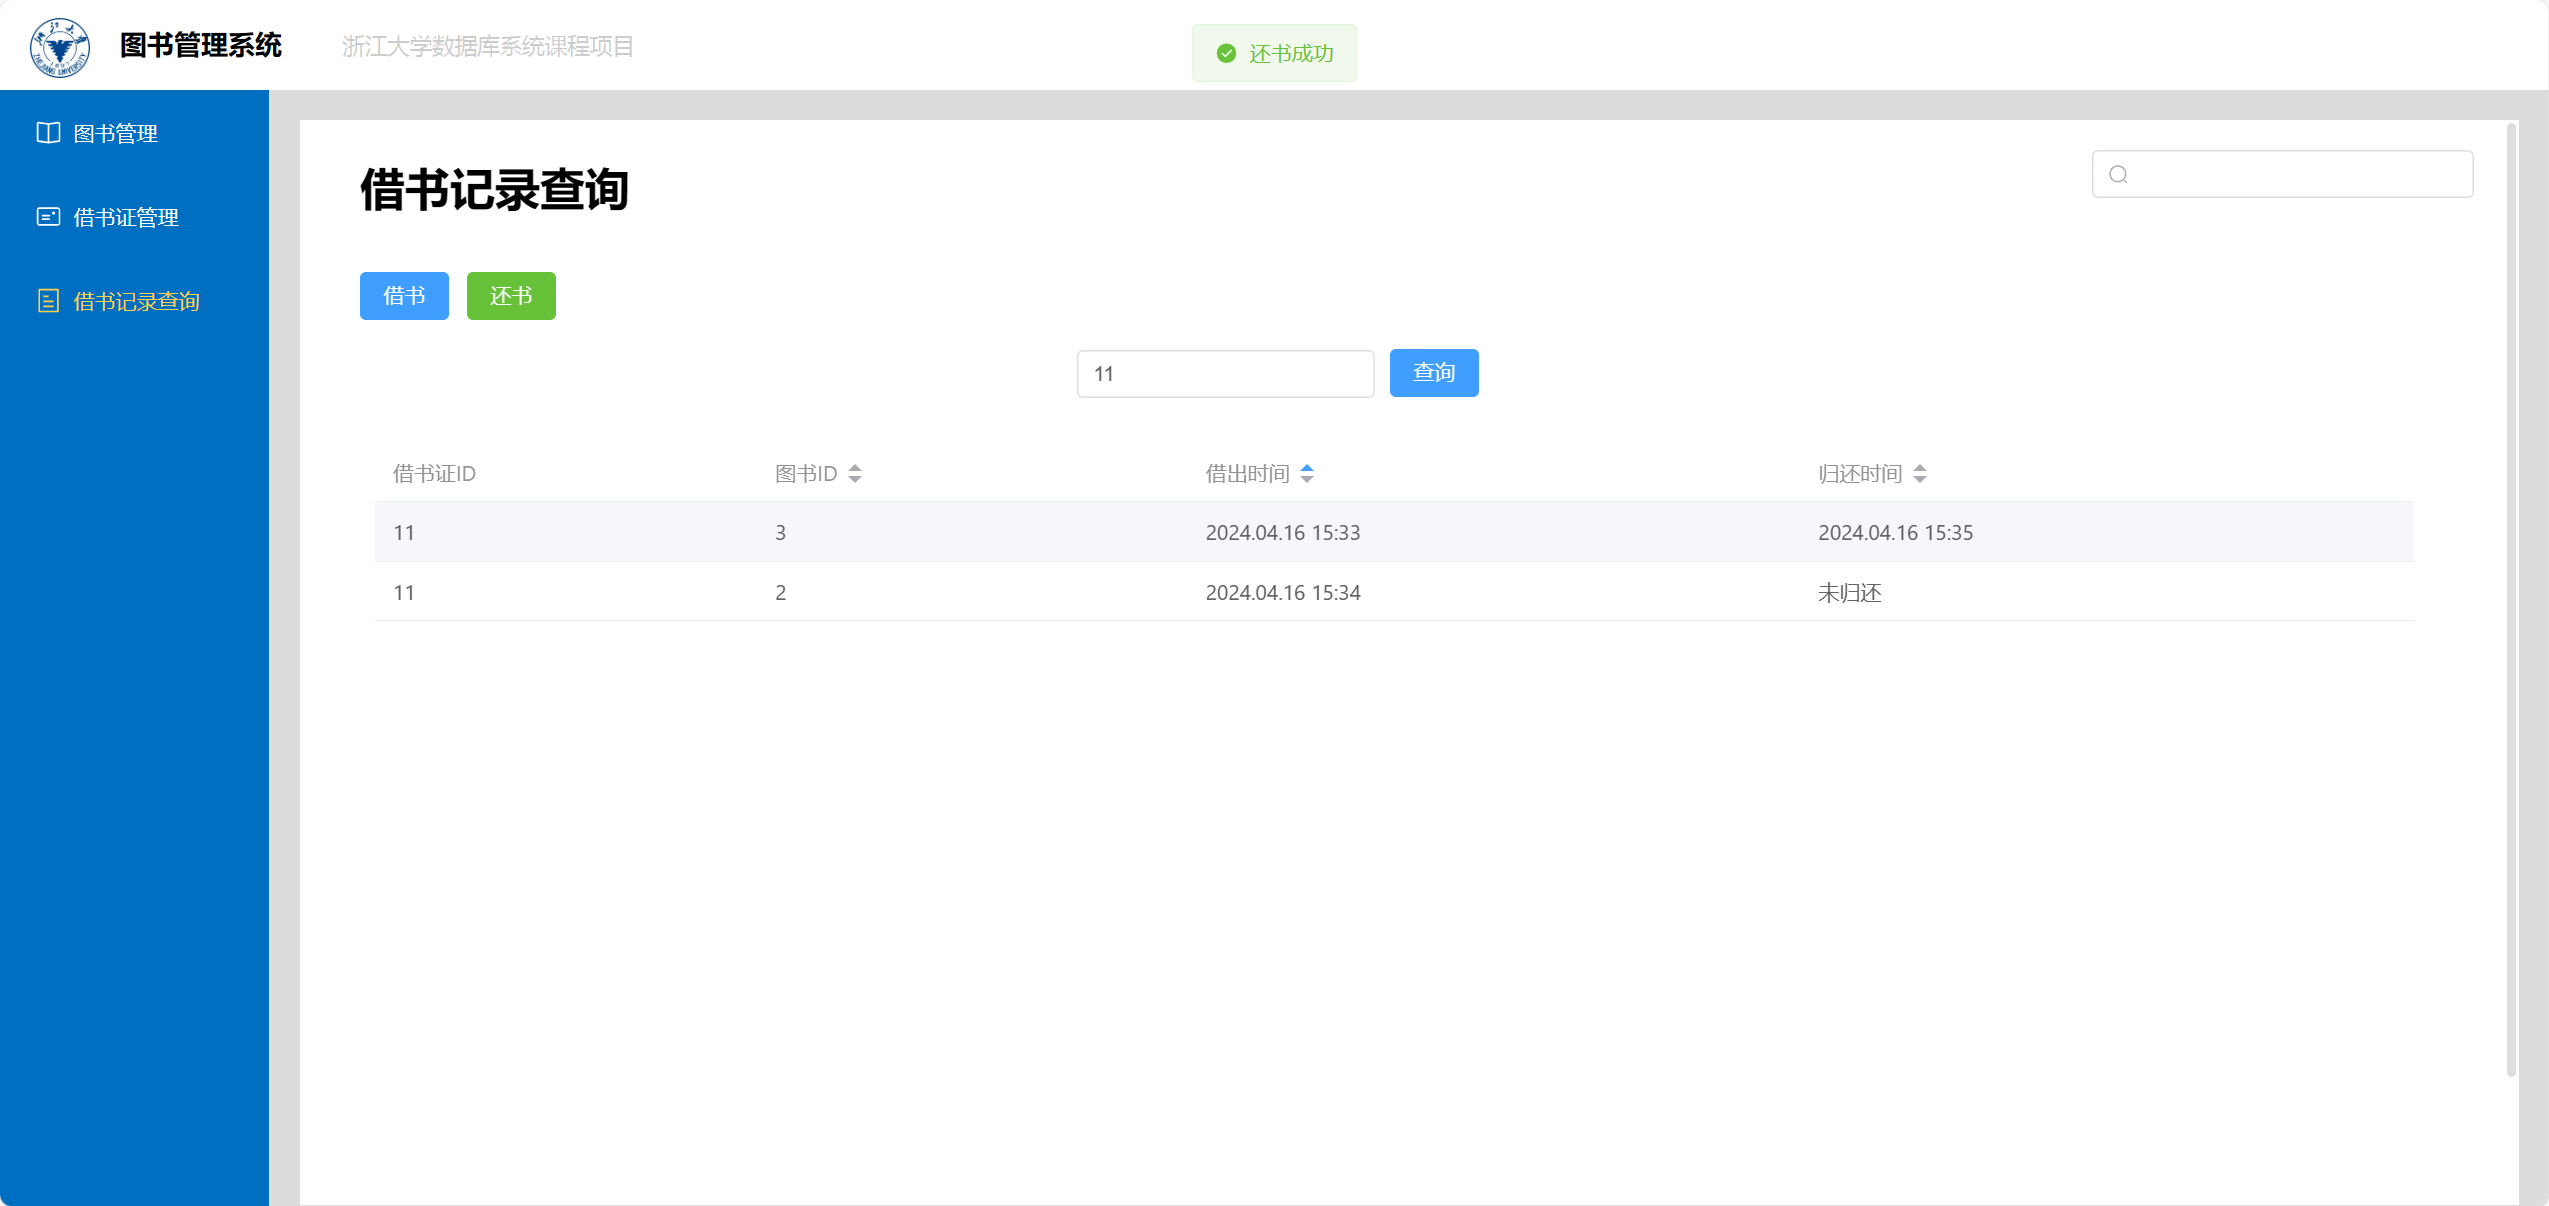 图书管理系统 浙江大学数据库系统课程项目
还书成功
ZHEJIANG UNIVERSITY
图书管理
借书证管理
借书记录查询
借书记录查询
借书 还书
11 查询
借书证ID 图书ID 借出时间 归还时间
11 3 2024.04.16 15:33 2024.04.16 15:35
11 2 2024.04.16 15:34 未归还